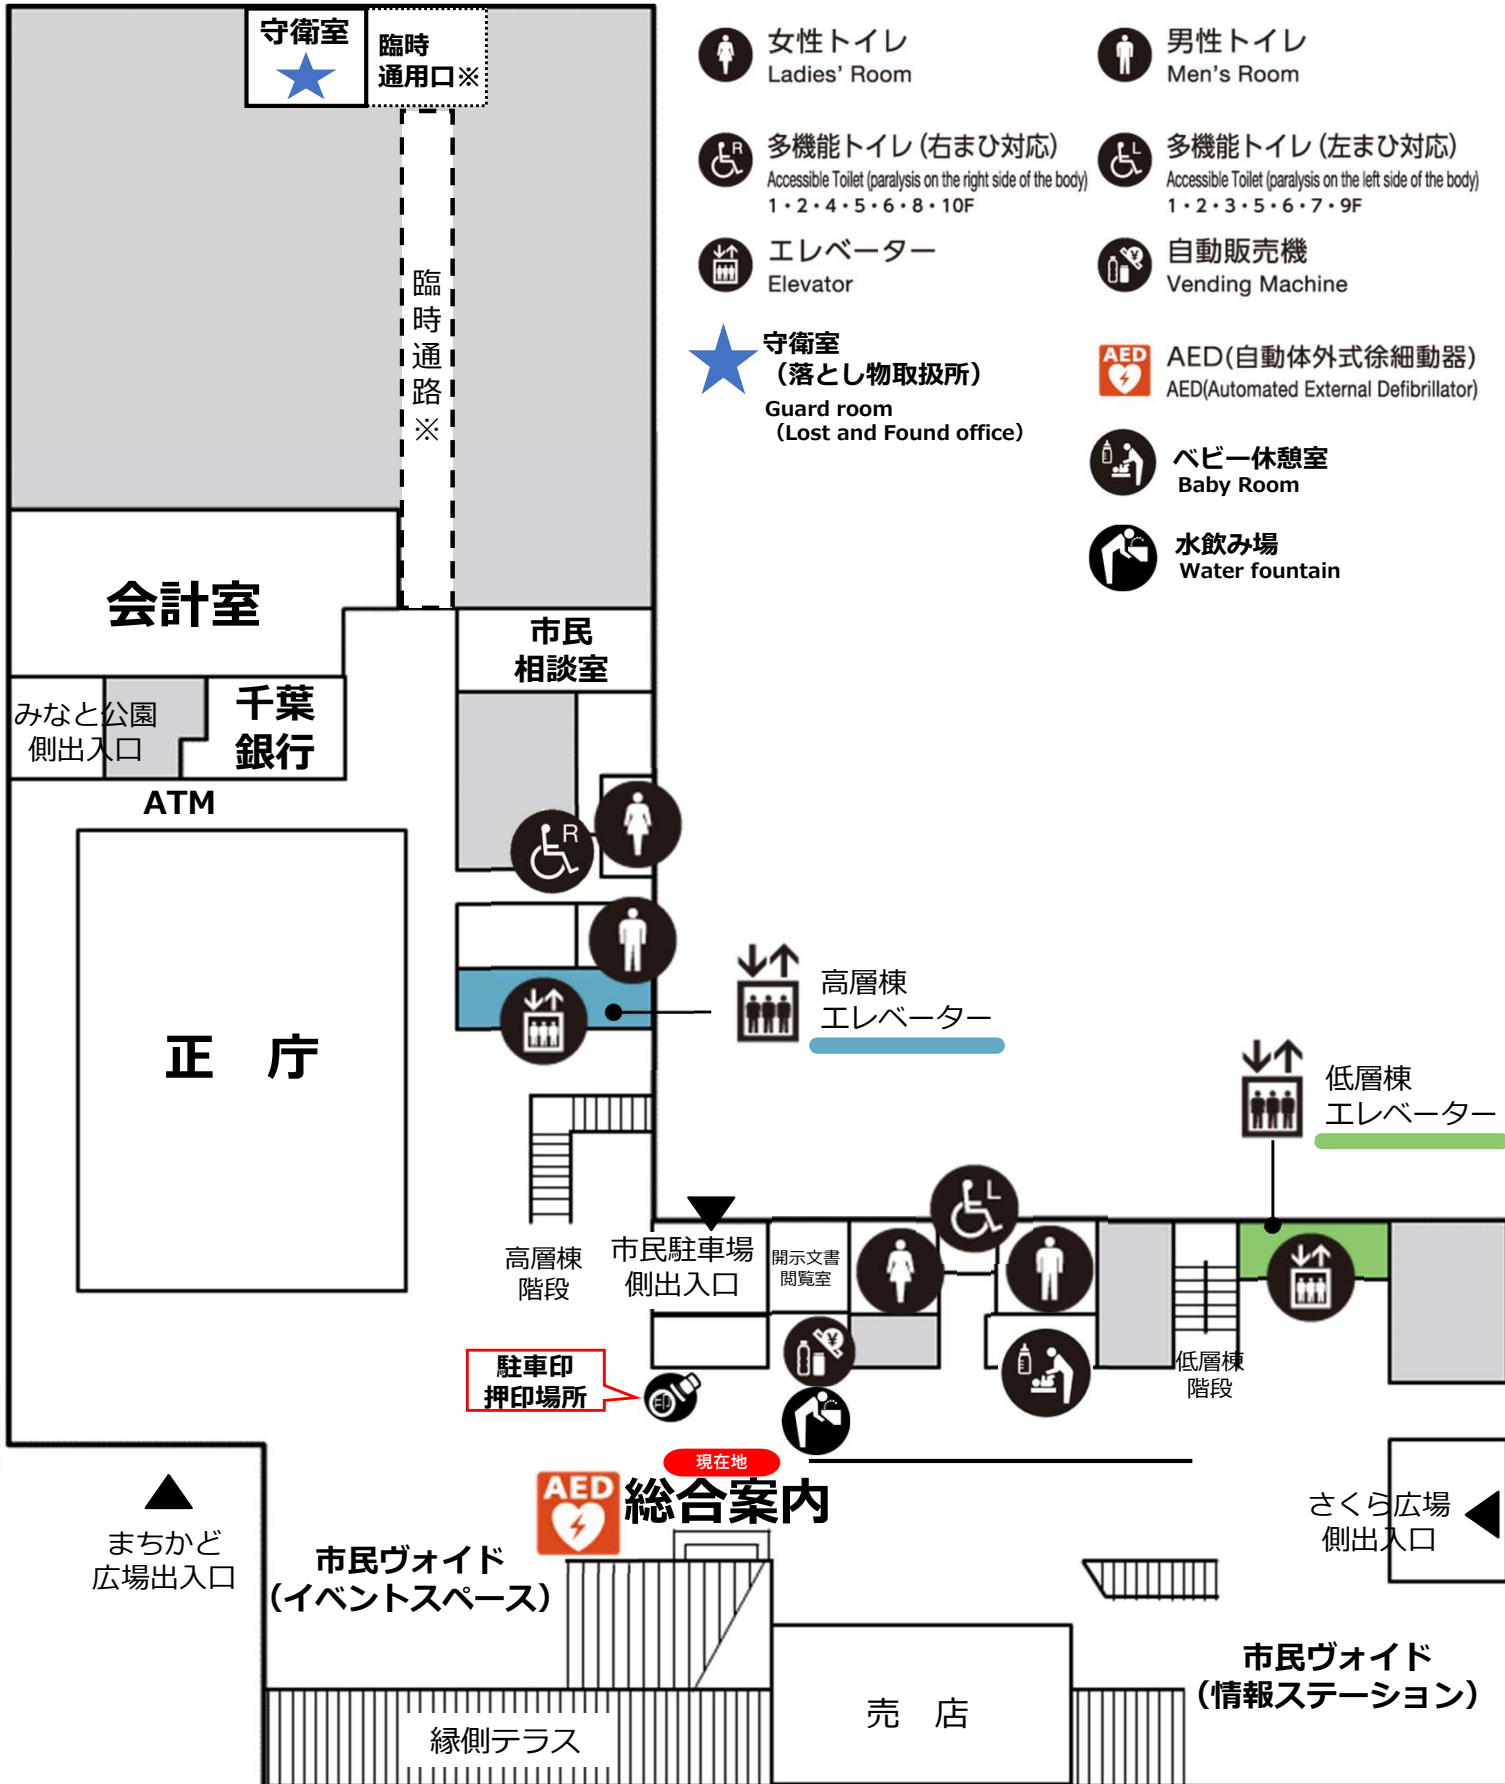 守衛室
臨時
通用口※
女性トイレ
Ladies' Room
男性トイレ
Men's Room
R
多機能トイレ（右まひ対応）
Accessible Toilet (paralysis on the right side of the body)
1・2・4・5・6・8・10F
L
多機能トイレ（左まひ対応）
Accessible Toilet (paralysis on the left side of the body)
1・2・3・5・6・7・9F
エレベーター
Elevator
¥
自動販売機
Vending Machine
守衛室
（落とし物取扱所）
Guard room
（Lost and Found office）
AED
AED(自動体外式徐細動器)
AED(Automated External Defibrillator)
ベビー休憩室
Baby Room
水飲み場
Water fountain
臨時通路※
会計室
市民
相談室
みなと公園
側出入口
千葉
銀行
ATM
R
正　庁
高層棟
エレベーター
低層棟
エレベーター
L
高層棟
階段
市民駐車場
側出入口
開示文書
閲覧室
¥
低層棟
階段
駐車印
押印場所
印
現在地
AED
総合案内
まちかど
広場出入口
さくら広場
側出入口
市民ヴォイド
（イベントスペース）
市民ヴォイド
（情報ステーション）
縁側テラス
売　店